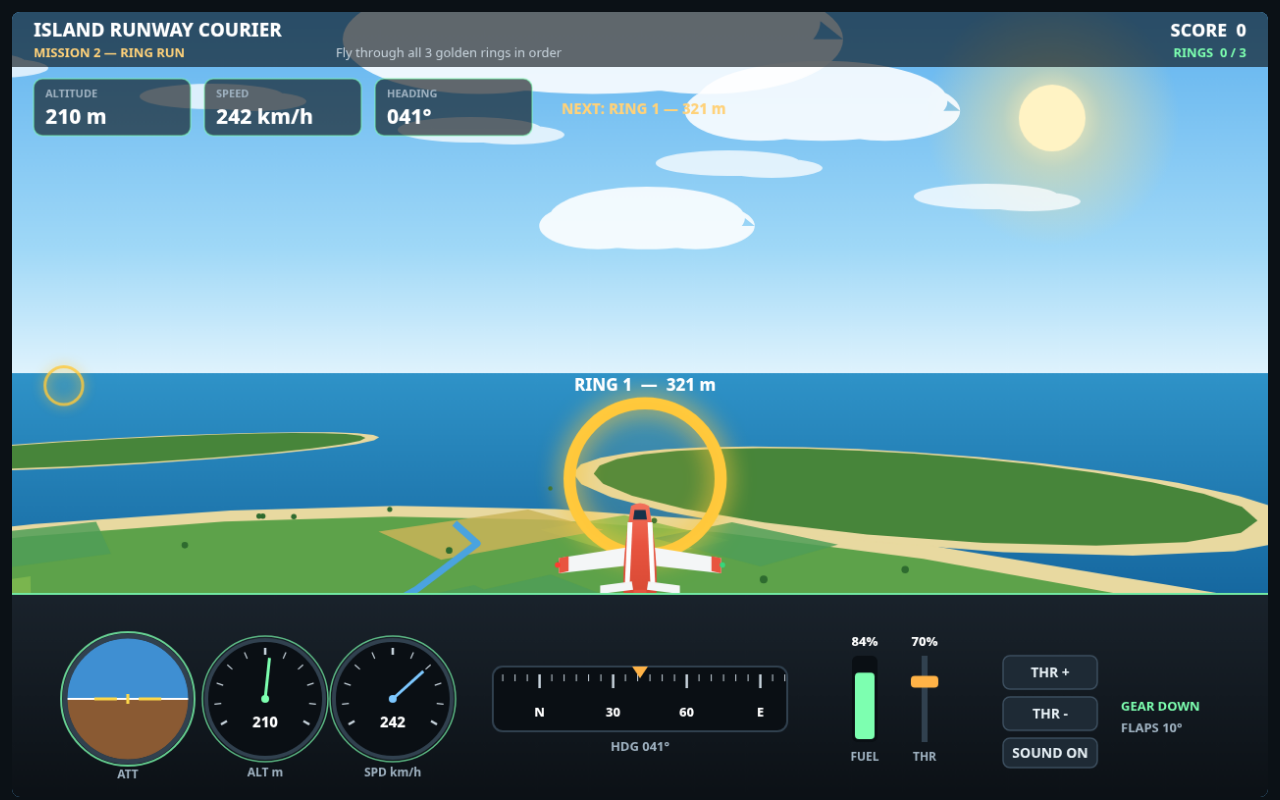 ISLAND RUNWAY COURIER
SCORE 0
MISSION 2 — RING RUN
Fly through all 3 golden rings in order
RINGS 0 / 3
ALTITUDE
210 m
SPEED
242 km/h
HEADING
041°
NEXT: RING 1 — 321 m
RING 1 — 321 m
84%
70%
210
242
N
30
60
E
THR +
THR -
SOUND ON
GEAR DOWN
FLAPS 10°
HDG 041°
FUEL
THR
ATT
ALT m
SPD km/h